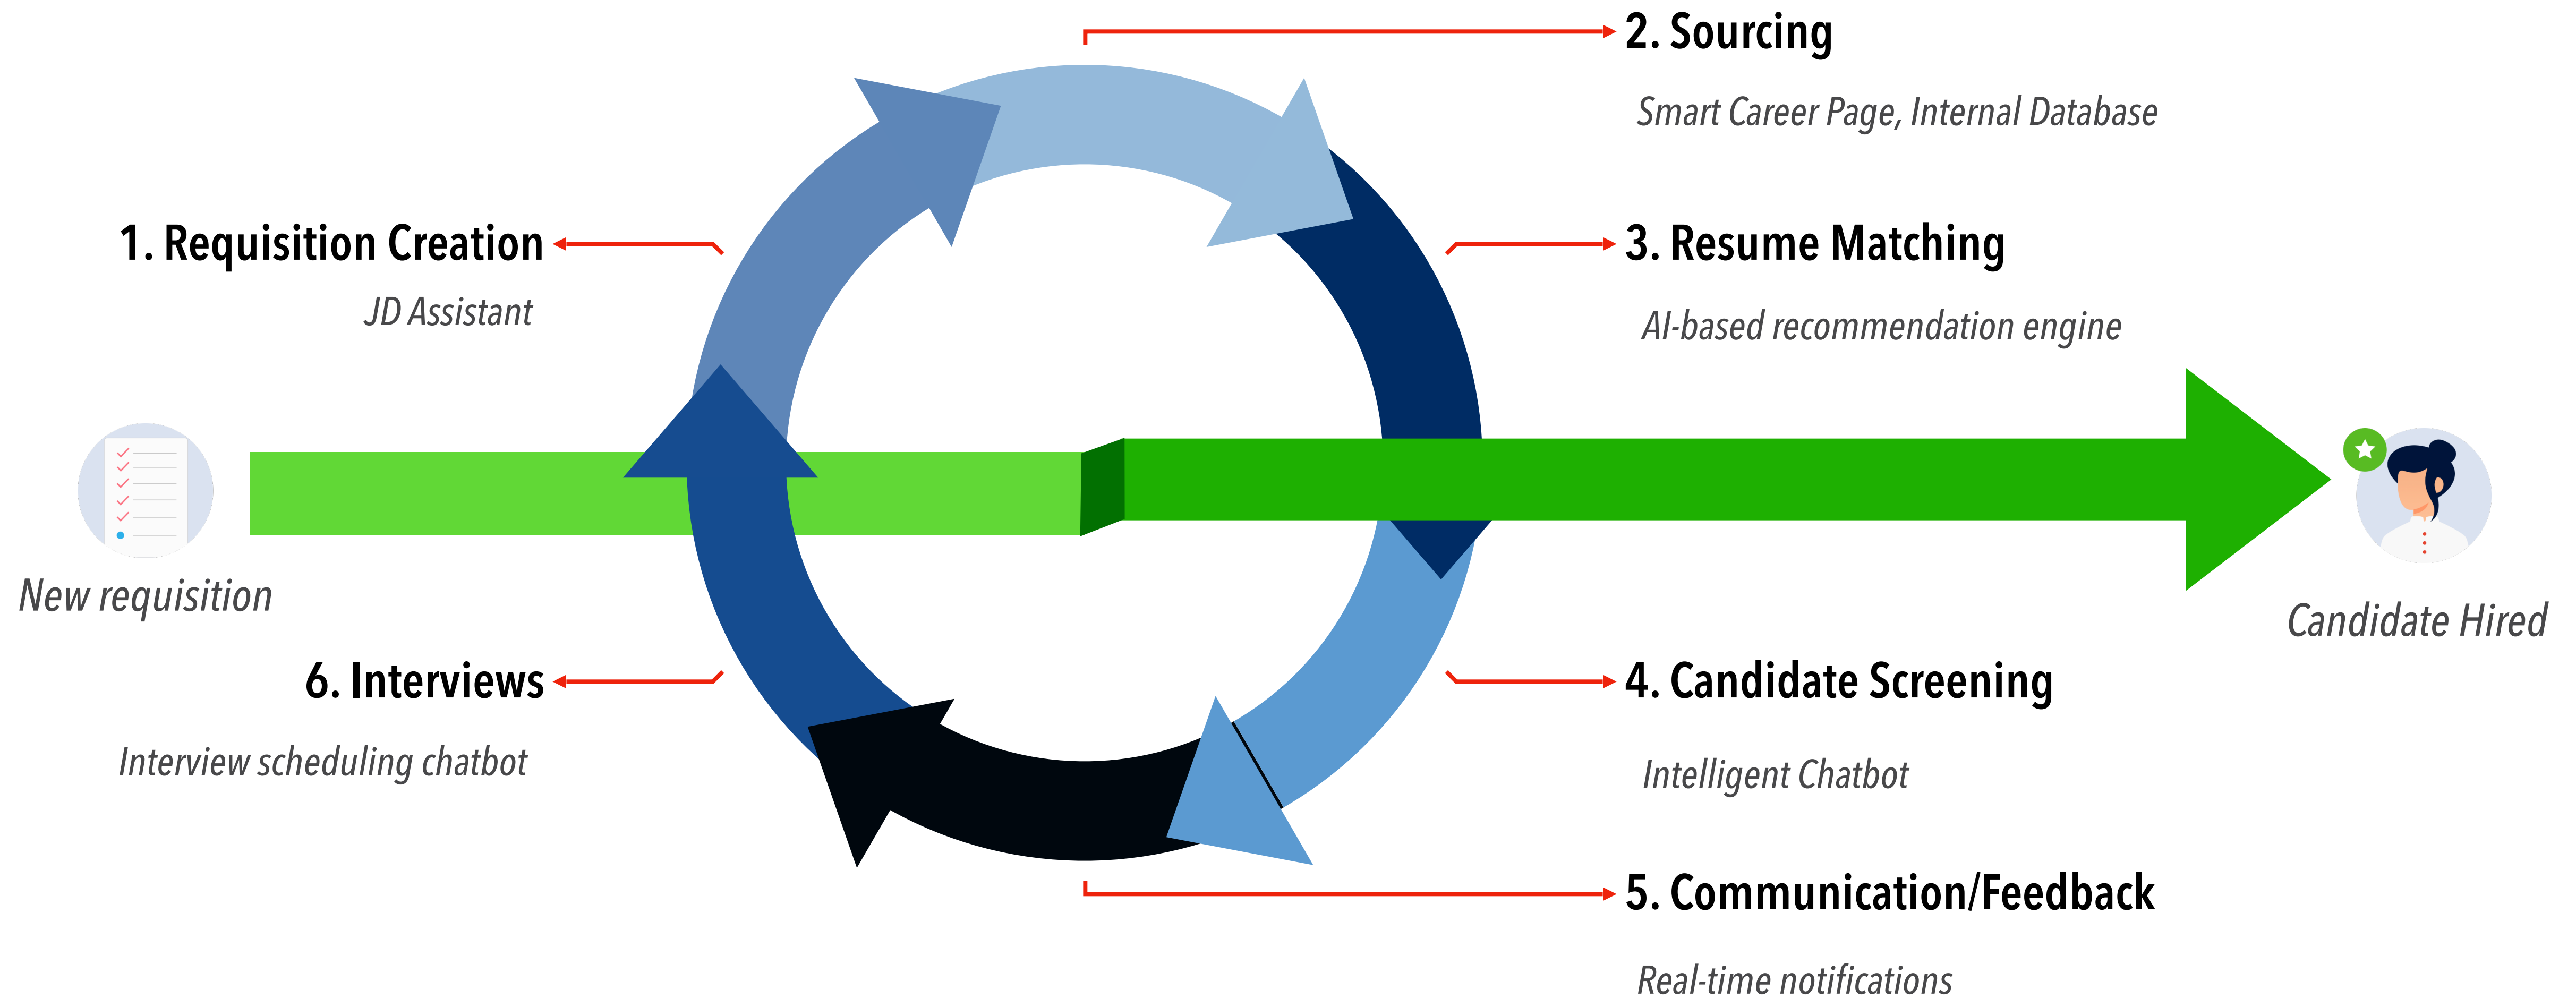 2. Sourcing
Smart Career Page, Internal Database
1. Requisition Creation
JD Assistant
3. Resume Matching
AI-based recommendation engine
New requisition
Candidate Hired
6. Interviews
Interview scheduling chatbot
4. Candidate Screening
Intelligent Chatbot
5. Communication/Feedback
Real-time notifications